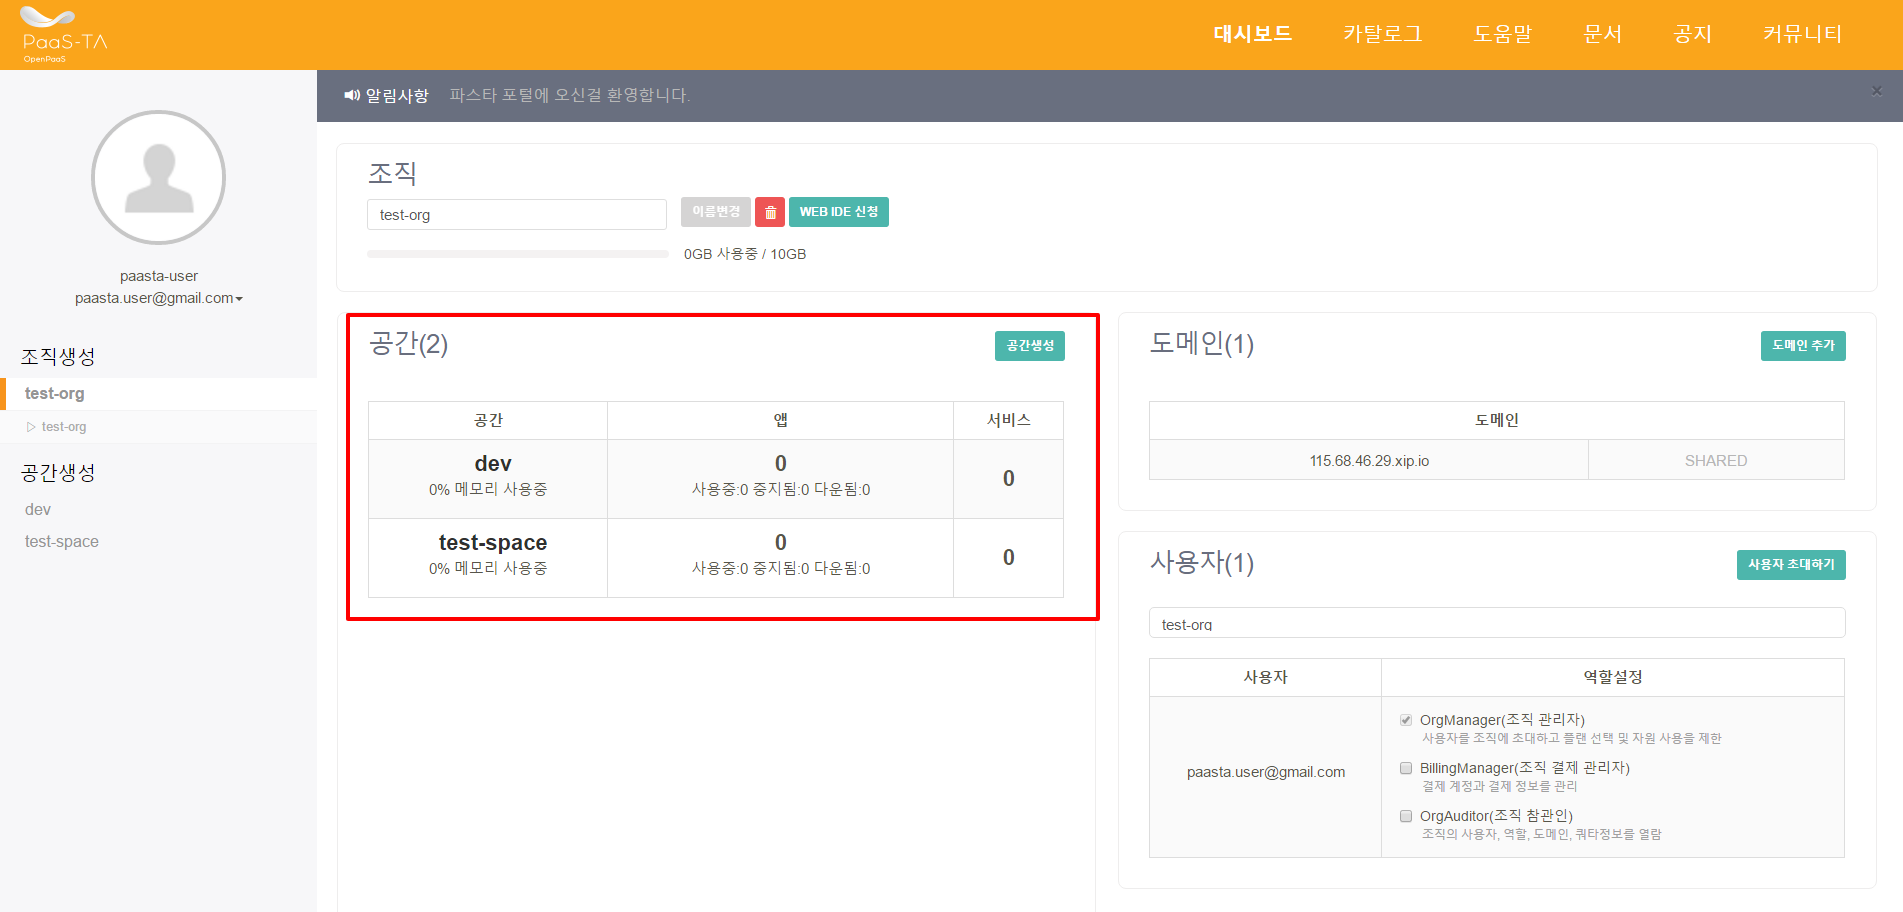 PaaS-TA
OpenPaaS
대시보드
카탈로그
도움말
문서
공지
커뮤니티
알림사항
파스타 포털에 오신걸 환영합니다.
×
paasta-user
paasta.user@gmail.com
조직생성
test-org
test-org
공간생성
dev
test-space
조직
test-org
이름변경
WEB IDE 신청
0GB 사용중 / 10GB
공간(2)
공간생성
공간
앱
서비스
dev
0% 메모리 사용중
0
사용중:0 중지됨:0 다운됨:0
0
test-space
0% 메모리 사용중
0
사용중:0 중지됨:0 다운됨:0
0
도메인(1)
도메인 추가
도메인
115.68.46.29.xip.io
SHARED
사용자(1)
사용자 초대하기
test-org
사용자
역할설정
paasta.user@gmail.com
OrgManager(조직 관리자)
사용자를 조직에 초대하고 플랜 선택 및 자원 사용을 제한
BillingManager(조직 결제 관리자)
결제 계정과 결제 정보를 관리
OrgAuditor(조직 참관인)
조직의 사용자, 역할, 도메인, 쿼타정보를 열람